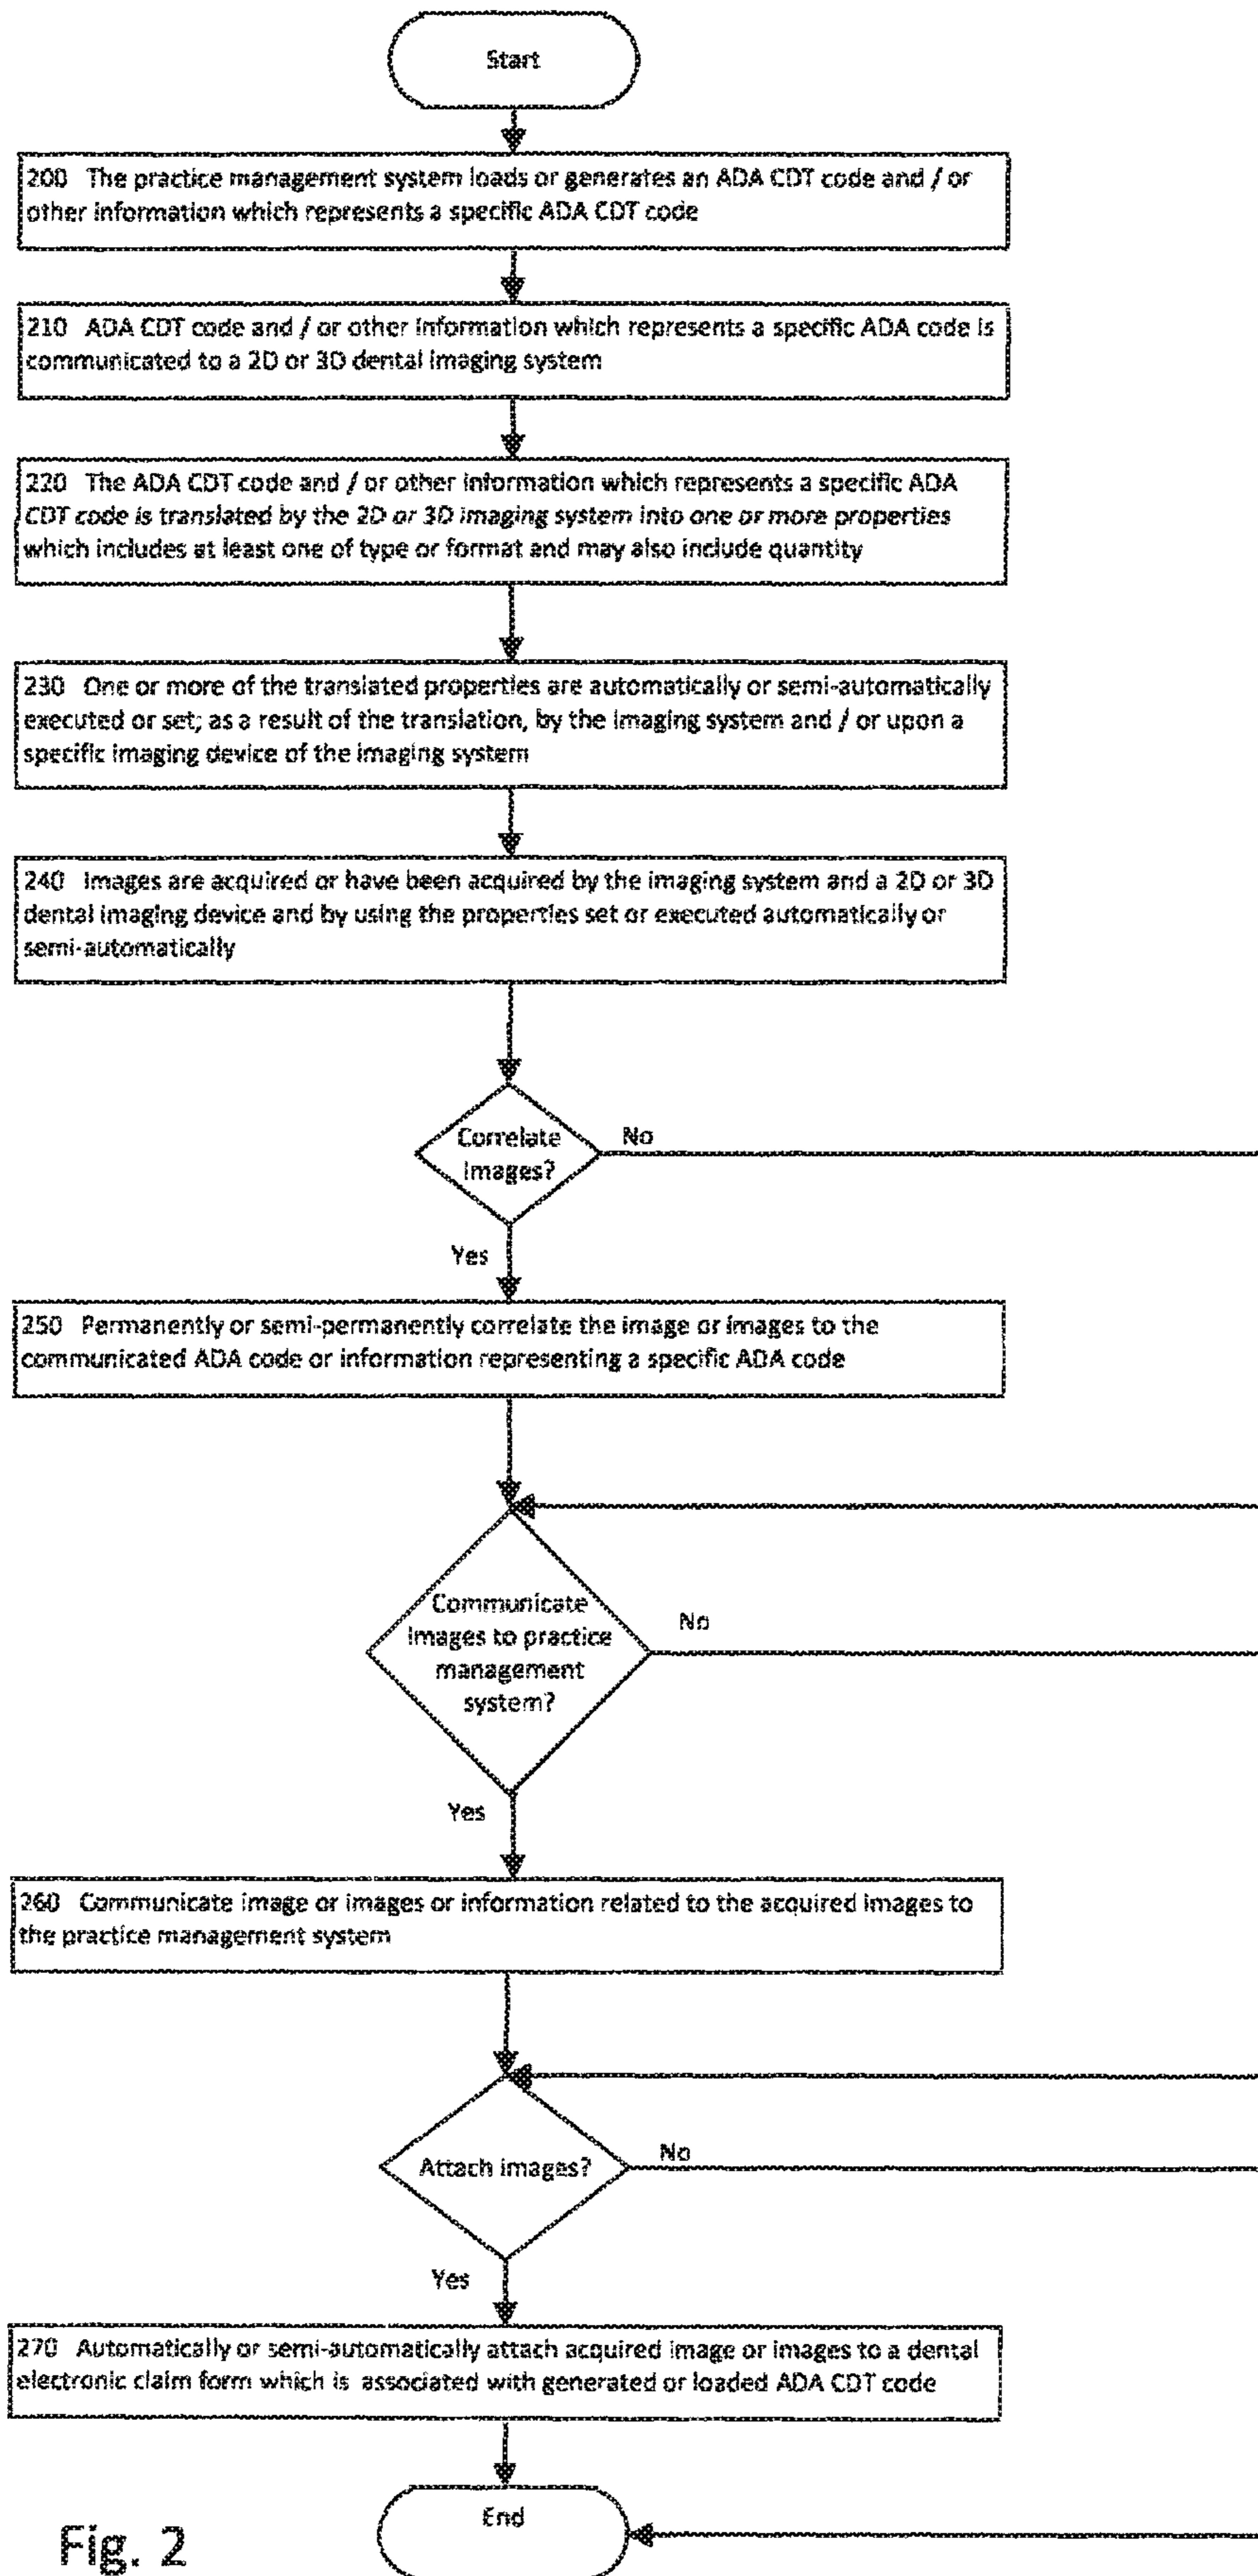 Start
200 The practice management system loads or generates an ADA CDT code and / or
other information which represents a specific ADA CDT code
210 ADA CDT code and / or other information which represents a specific ADA code is
communicated to a 2D or 3D dental imaging system
220 The ADA CDT code and / or other information which represents a specific ADA
CDT code is translated by the 2D or 3D imaging system into one or more properties
which includes at least one of type or format and may also include quantity
230 One or more of the translated properties are automatically or semi-automatically
executed or set; as a result of the translation, by the imaging system and / or upon a
specific imaging device of the imaging system
240 Images are acquired or have been acquired by the imaging system and a 2D or 3D
dental imaging device and by using the properties set or executed automatically or
semi-automatically
Correlate
images?
No
Yes
250 Permanently or semi-permanently correlate the image or images to the
communicated ADA code or information representing a specific ADA code
Communicate
images to practice
management
system?
No
Yes
260 Communicate image or images or information related to the acquired images to
the practice management system
Attach images?
No
Yes
270 Automatically or semi-automatically attach acquired image or images to a dental
electronic claim form which is associated with generated or loaded ADA CDT code
End
Fig. 2